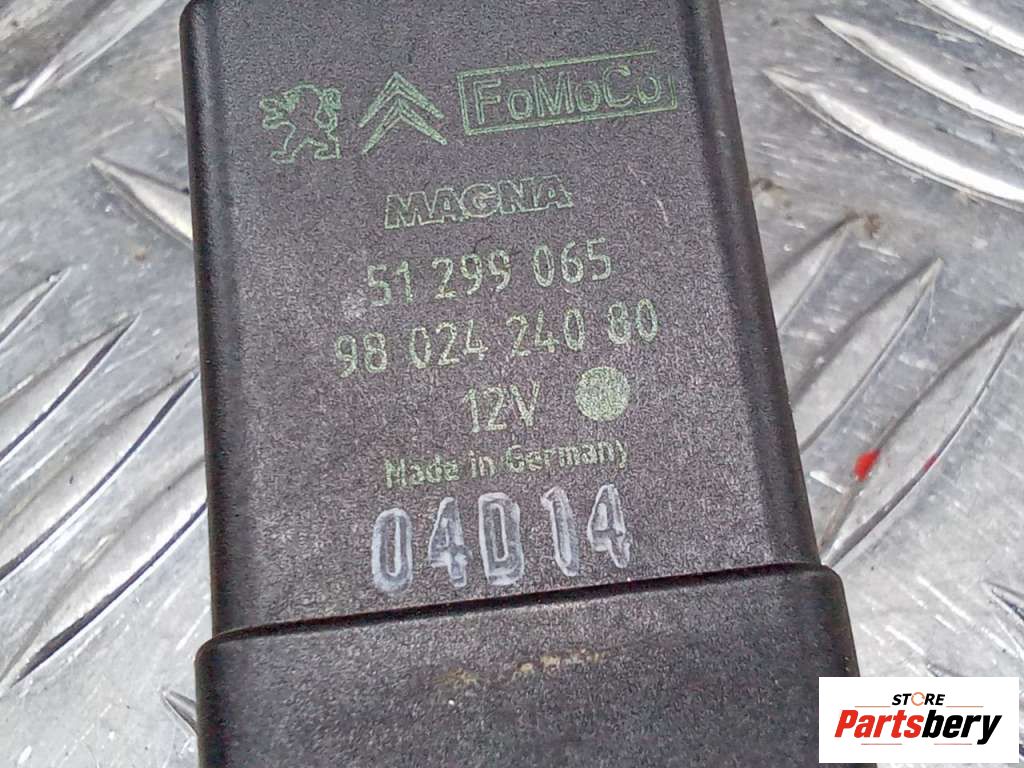 FoMoCo
MAGNA
51 299 065
98 024 240 80
12V
Made in Germany
04D14
STORE
Partsbery